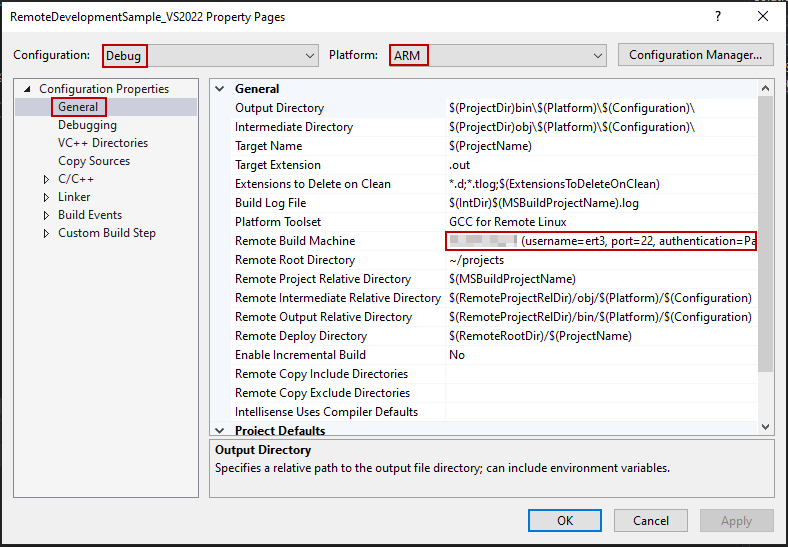 RemoteDevelopmentSample_VS2022 Property Pages ?
Configuration: Debug Platform: ARM Configuration Manager...
Configuration Properties
General
Debugging
VC++ Directories
Copy Sources
C/C++
Linker
Build Events
Custom Build Step
General
Output Directory $(ProjectDir)bin\$(Platform)\$(Configuration)\
Intermediate Directory $(ProjectDir)obj\$(Platform)\$(Configuration)\
Target Name $(ProjectName)
Target Extension .out
Extensions to Delete on Clean *.d;*.tlog;$(ExtensionsToDeleteOnClean)
Build Log File $(IntDir)$(MSBuildProjectName).log
Platform Toolset GCC for Remote Linux
Remote Build Machine (username=ert3, port=22, authentication=Pa
Remote Root Directory ~/projects
Remote Project Relative Directory $(MSBuildProjectName)
Remote Intermediate Relative Directory $(RemoteProjectRelDir)/obj/$(Platform)/$(Configuration)
Remote Output Relative Directory $(RemoteProjectRelDir)/bin/$(Platform)/$(Configuration)
Remote Deploy Directory $(RemoteRootDir)/$(ProjectName)
Enable Incremental Build No
Remote Copy Include Directories
Remote Copy Exclude Directories
Intellisense Uses Compiler Defaults
Project Defaults
Output Directory
Specifies a relative path to the output file directory; can include environment variables.
OK Cancel Apply